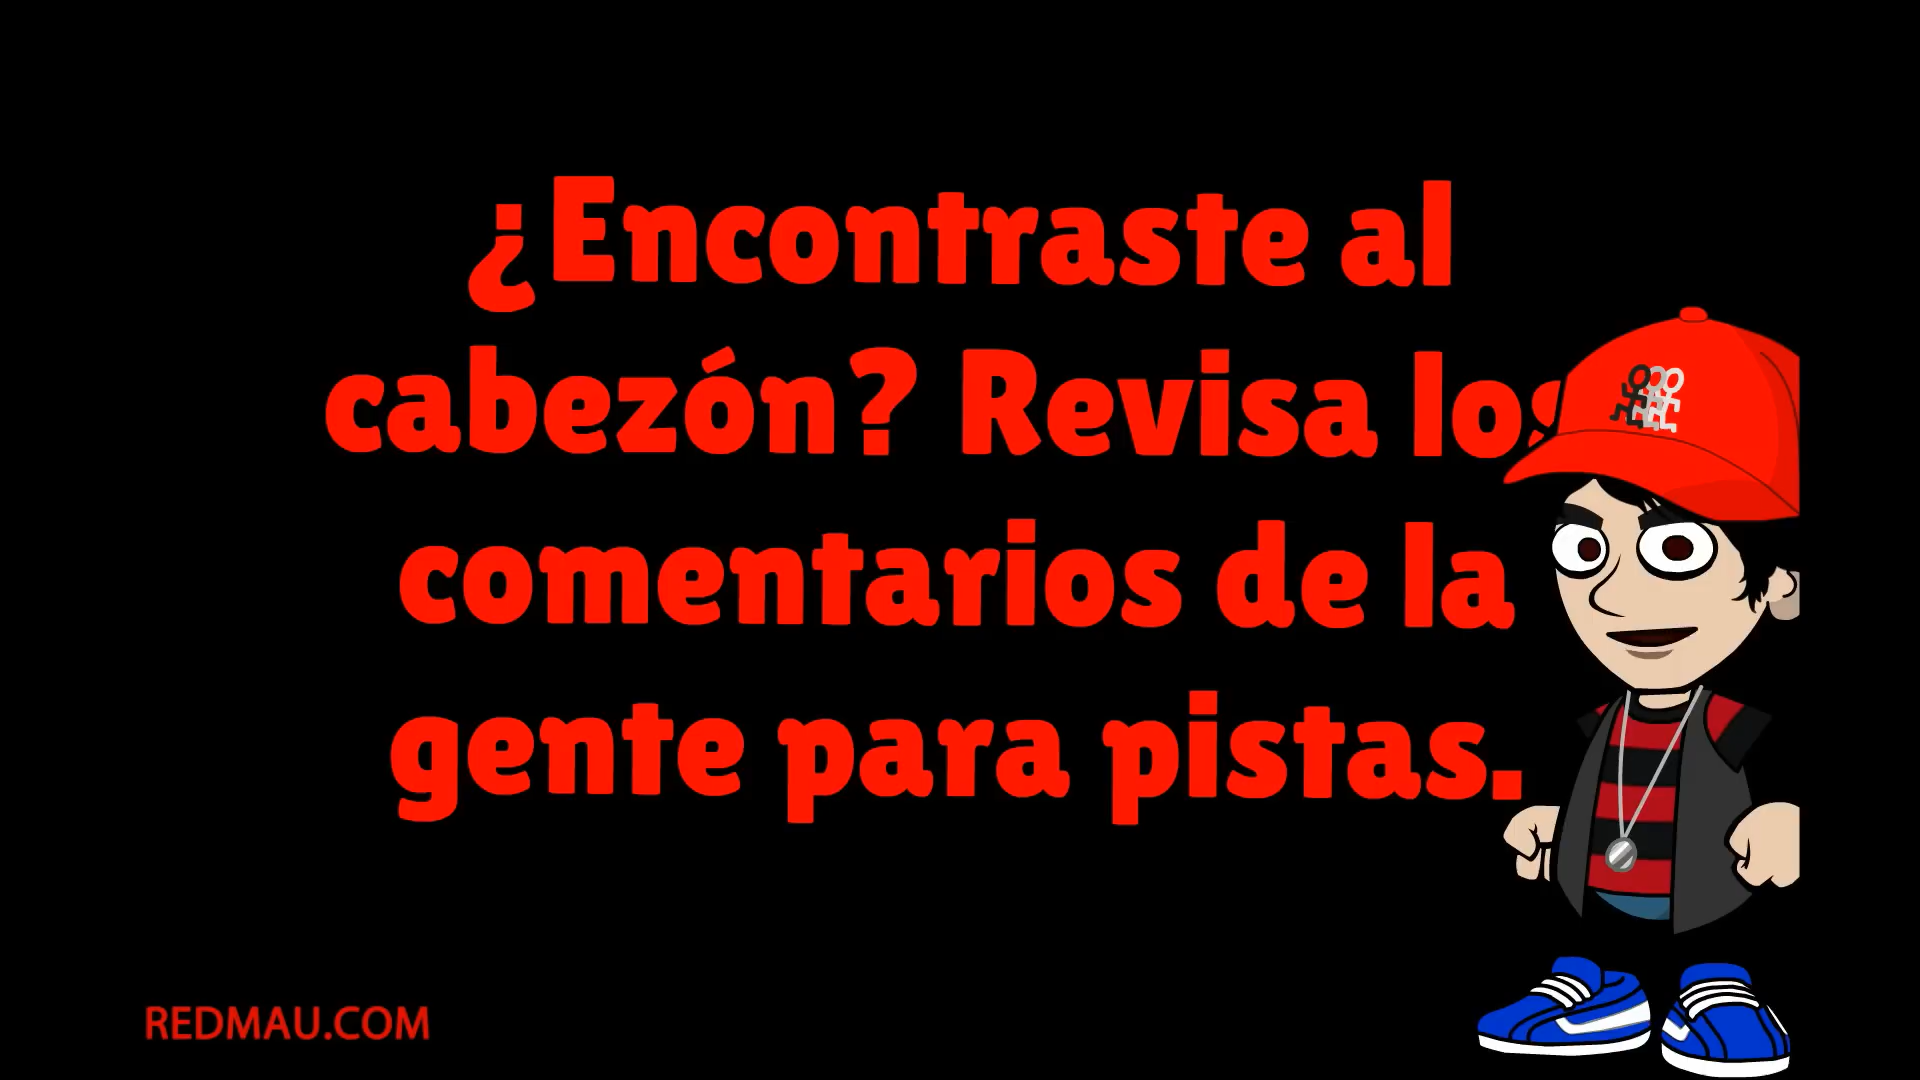 ¿Encontraste al
cabezón? Revisa los
comentarios de la
gente para pistas.
REDMAU.COM